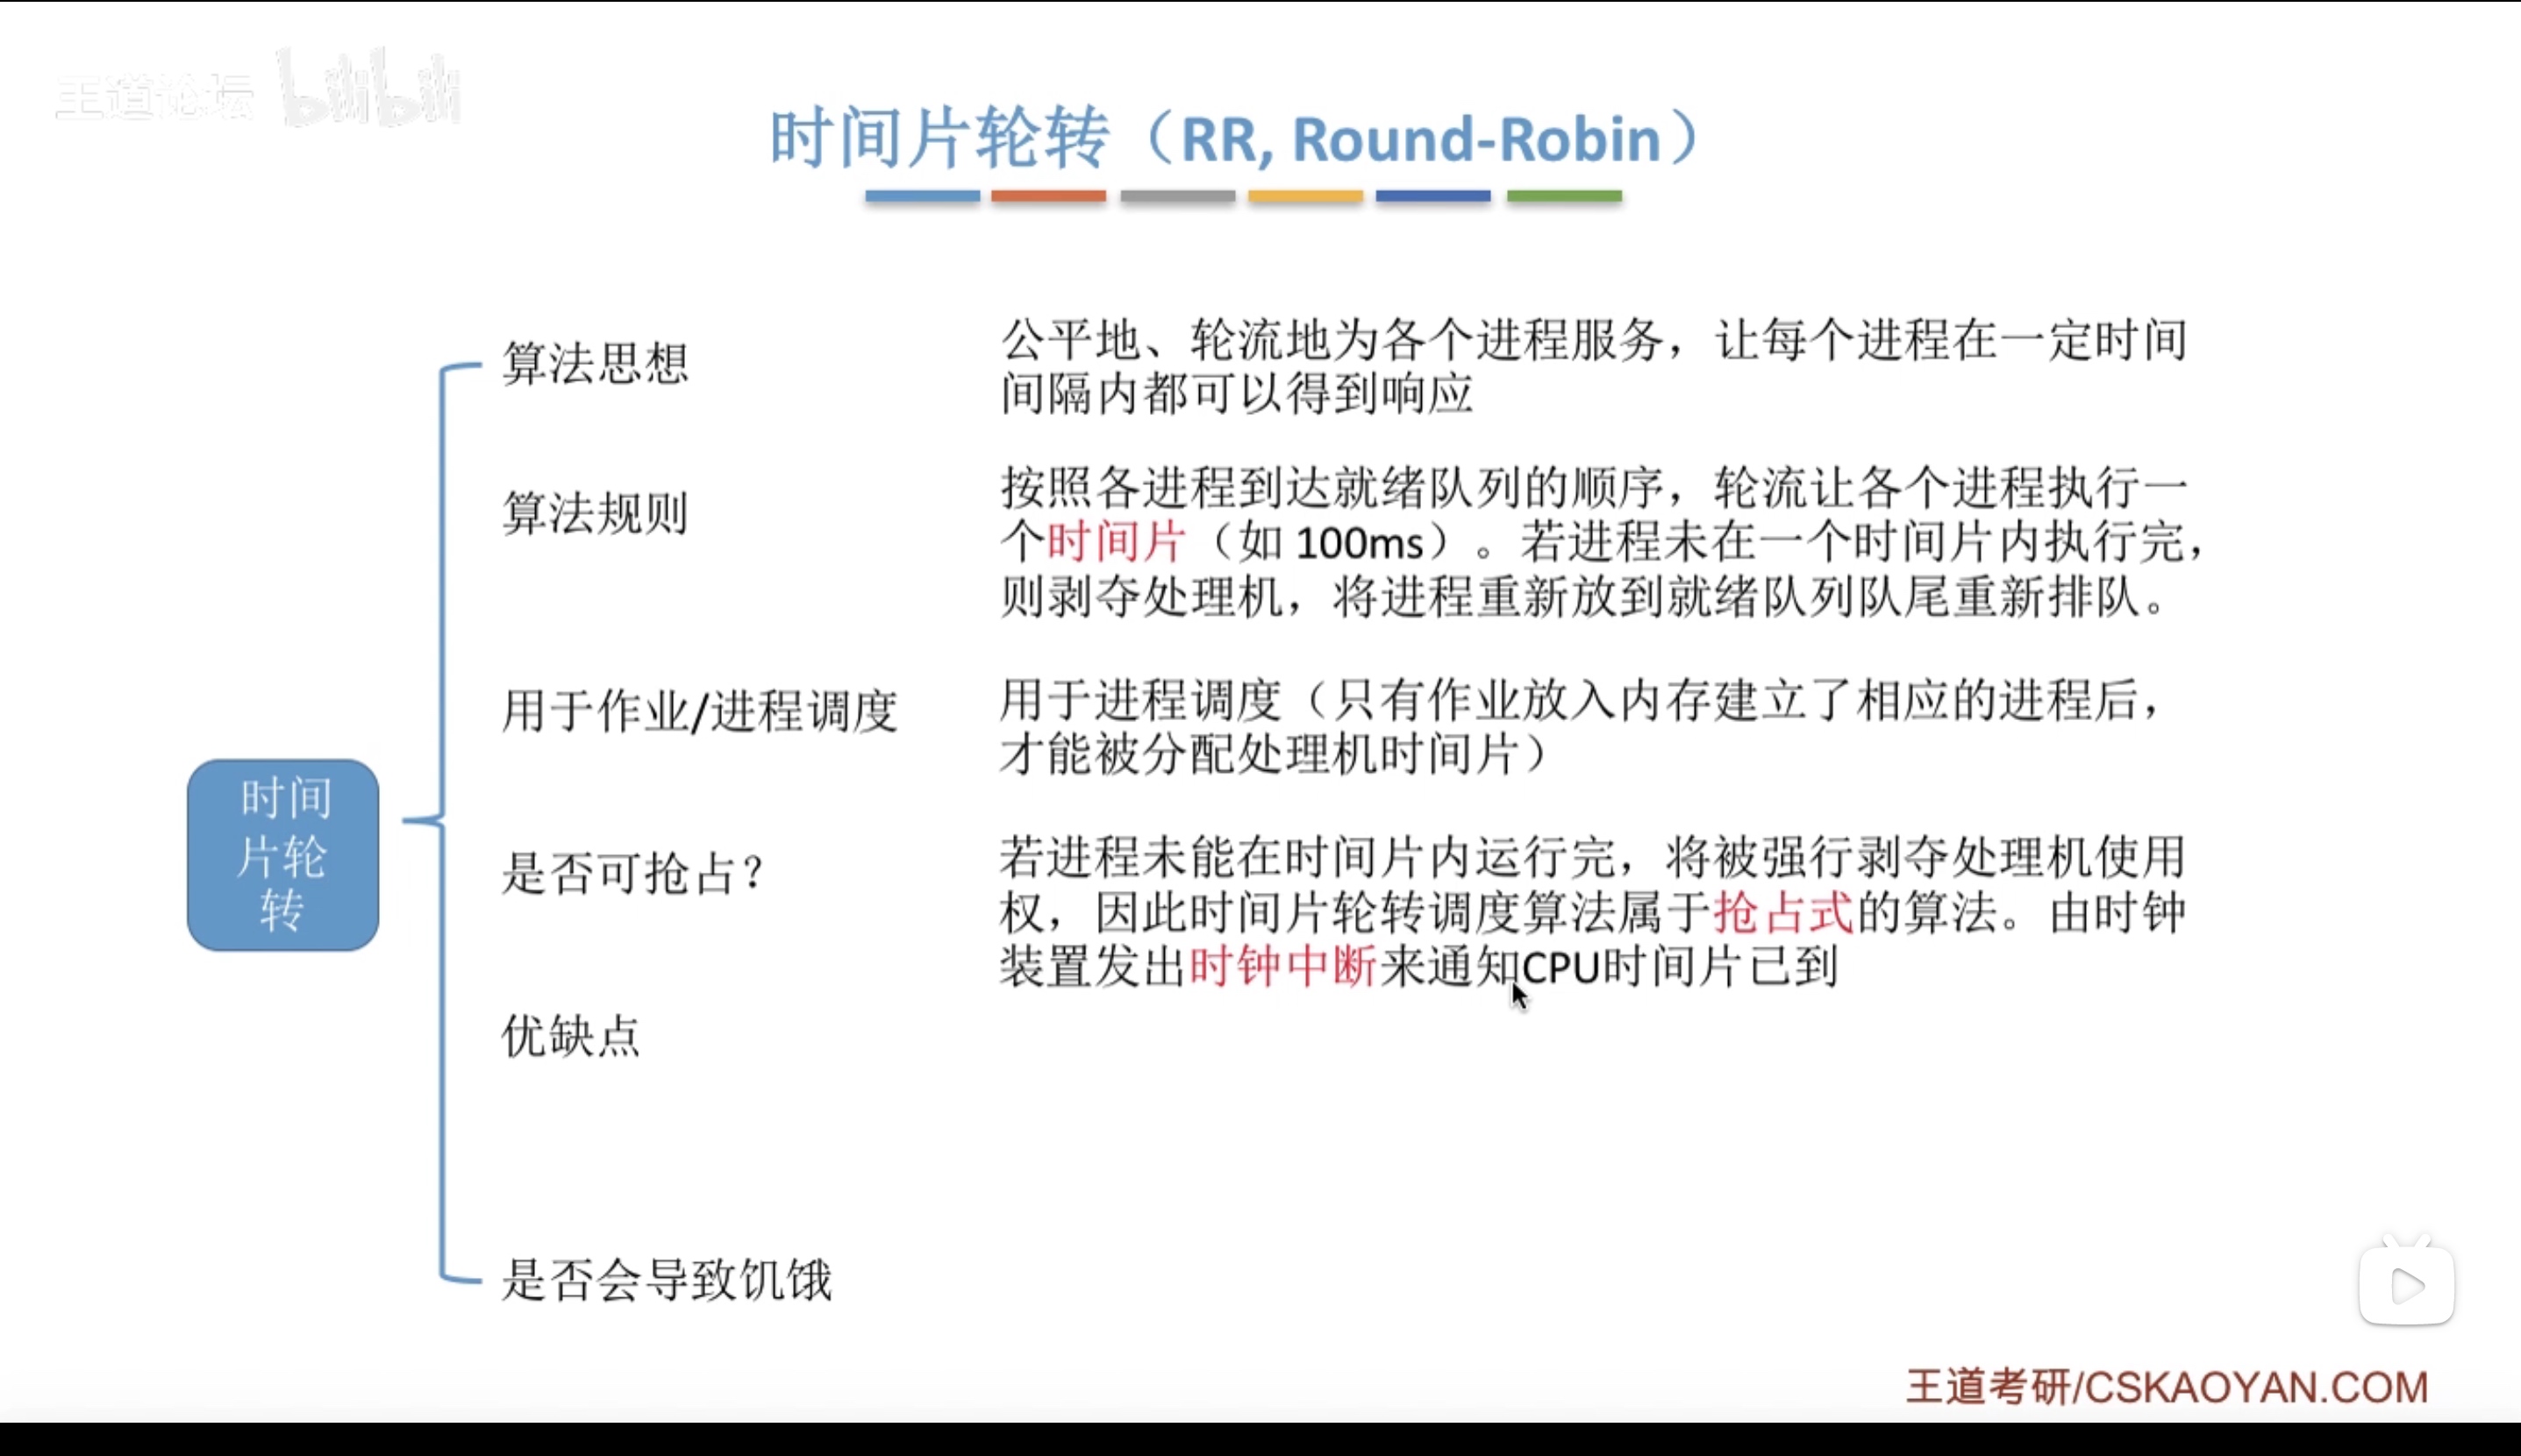 王道论坛 bilibili
时间片轮转（RR, Round-Robin）
算法思想
公平地、轮流地为各个进程服务，让每个进程在一定时间
间隔内都可以得到响应
算法规则
按照各进程到达就绪队列的顺序，轮流让各个进程执行一
个时间片（如 100ms）。若进程未在一个时间片内执行完，
则剥夺处理机，将进程重新放到就绪队列队尾重新排队。
用于作业/进程调度
用于进程调度（只有作业放入内存建立了相应的进程后，
才能被分配处理机时间片）
时间
片轮
转
是否可抢占？
若进程未能在时间片内运行完，将被强行剥夺处理机使用
权，因此时间片轮转调度算法属于抢占式的算法。由时钟
装置发出时钟中断来通知CPU时间片已到
优缺点
是否会导致饥饿
王道考研/CSKAOYAN.COM